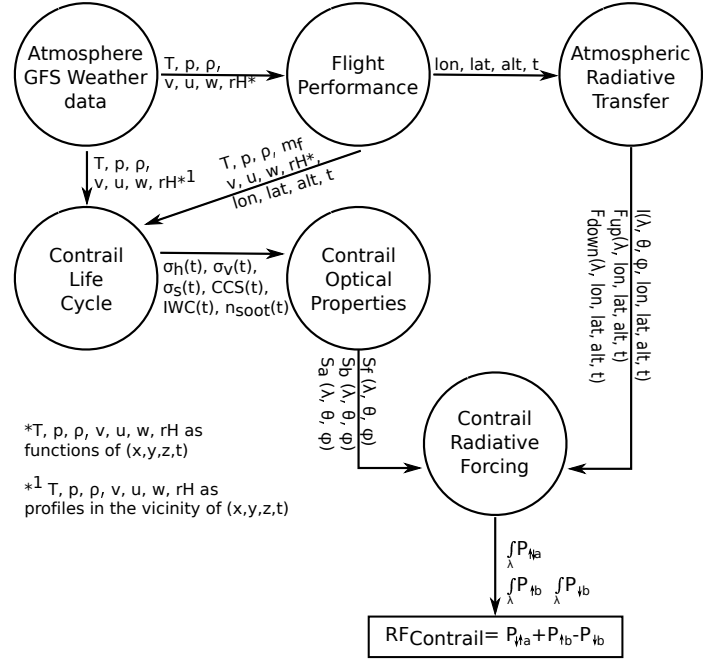 Atmosphere
GFS Weather
data
T, p, ρ,
v, u, w, rH*
Flight
Performance
lon, lat, alt, t
Atmospheric
Radiative
Transfer
T, p, ρ,
v, u, w, rH*1
T, p, ρ, mf
v, u, w, rH*,
lon, lat, alt, t
Contrail
Life
Cycle
σh(t), σv(t),
σs(t), CCS(t),
IWC(t), nsoot(t)
Contrail
Optical
Properties
I(λ, θ, φ, lon, lat, alt, t)
Fup(λ, lon, lat, alt, t)
Fdown(λ, lon, lat, alt, t)
Sf (λ, θ, φ)
Sb (λ, θ, φ)
Sa (λ, θ, φ)
Contrail
Radiative
Forcing
*T, p, ρ, v, u, w, rH as
functions of (x,y,z,t)
*1 T, p, ρ, v, u, w, rH as
profiles in the vicinity of (x,y,z,t)
∫λ P↑↓a
∫λ P↑b ∫λ P↓b
RFContrail= P↓↑a+P↑b-P↓b